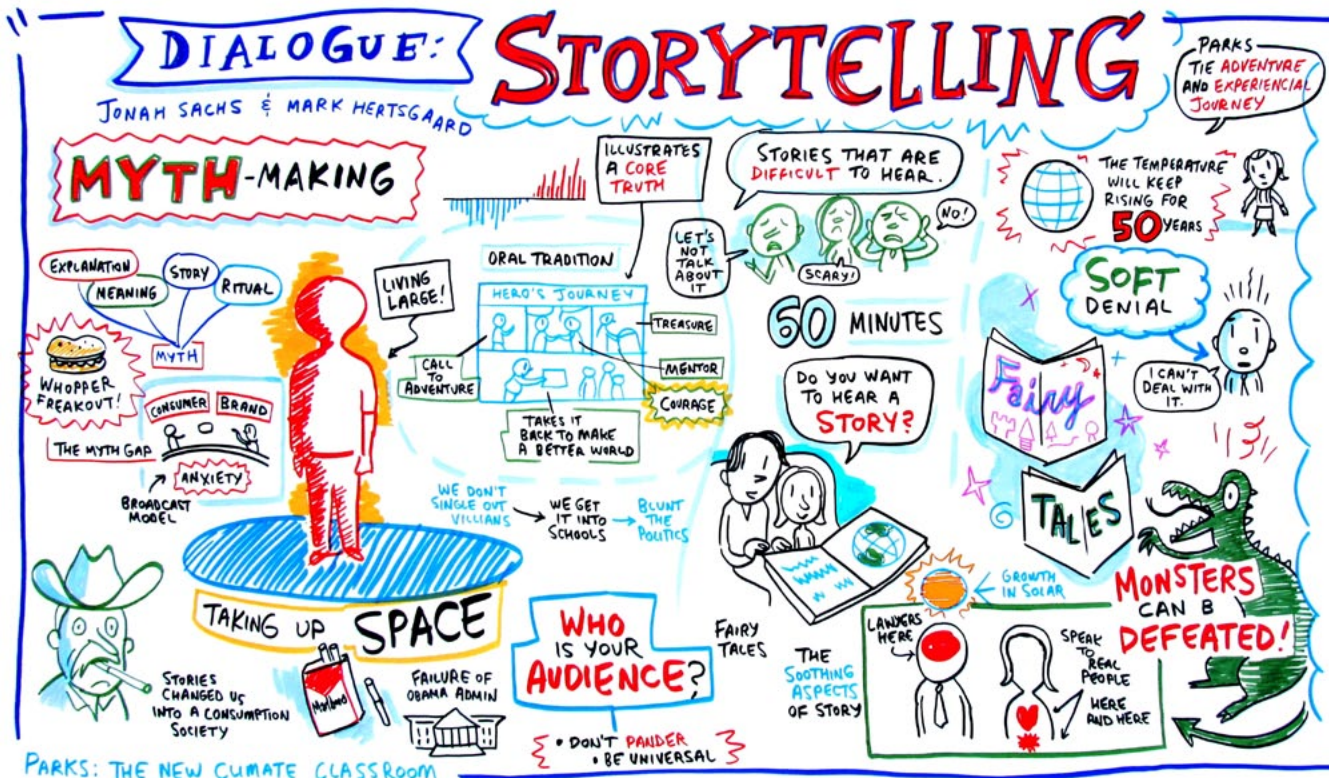 DIALOGUE:
STORYTELLING
JONAH SACHS & MARK HERTSGAARD
PARKS
TIE ADVENTURE
AND EXPERIENCIAL
JOURNEY
MYTH-MAKING
ILLUSTRATES
A CORE
TRUTH
STORIES THAT ARE
DIFFICULT TO HEAR.
LET'S
NOT
TALK
ABOUT
IT
SCARY!
NO!
THE TEMPERATURE
WILL KEEP
RISING FOR
50 YEARS
EXPLANATION
MEANING
STORY
RITUAL
MYTH
LIVING
LARGE!
ORAL TRADITION
HERO'S JOURNEY
TREASURE
MENTOR
COURAGE
CALL
TO
ADVENTURE
TAKES IT
BACK TO MAKE
A BETTER WORLD
60 MINUTES
SOFT
DENIAL
I CAN'T
DEAL WITH
IT.
WHOPPER
FREAKOUT!
CONSUMER
BRAND
THE MYTH GAP
ANXIETY
BROADCAST
MODEL
DO YOU WANT
TO HEAR A
STORY?
Fairy
TALES
WE DON'T
SINGLE OUT
VILLIANS
WE GET
IT INTO
SCHOOLS
BLUNT
THE
POLITICS
TAKING UP SPACE
STORIES
CHANGED US
INTO A CONSUMPTION
SOCIETY
Marlboro
FAILURE OF
OBAMA ADMIN
WHO
IS YOUR
AUDIENCE?
• DON'T PANDER
• BE UNIVERSAL
FAIRY
TALES
THE
SOOTHING
ASPECTS
OF STORY
GROWTH
IN SOLAR
LAWYERS
HERE
SPEAK
TO
REAL
PEOPLE
HERE
AND HERE
MONSTERS
CAN B
DEFEATED!
PARKS: THE NEW CLIMATE CLASSROOM